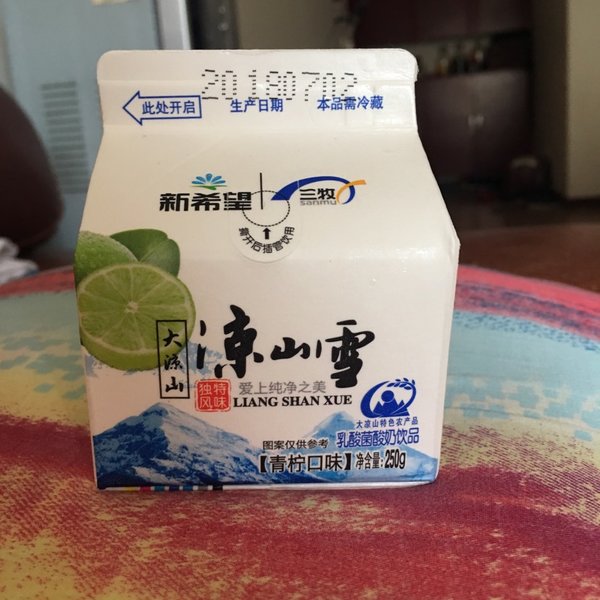 20180702
此处开启
生产日期
本品需冷藏
新希望
三牧
sanmu
掌开后插管饮用
大凉山
凉山雪
独特风味
爱上纯净之美
LIANG SHAN XUE
大凉山特色农产品
图案仅供参考
乳酸菌酸奶饮品
【青柠口味】净含量:250g